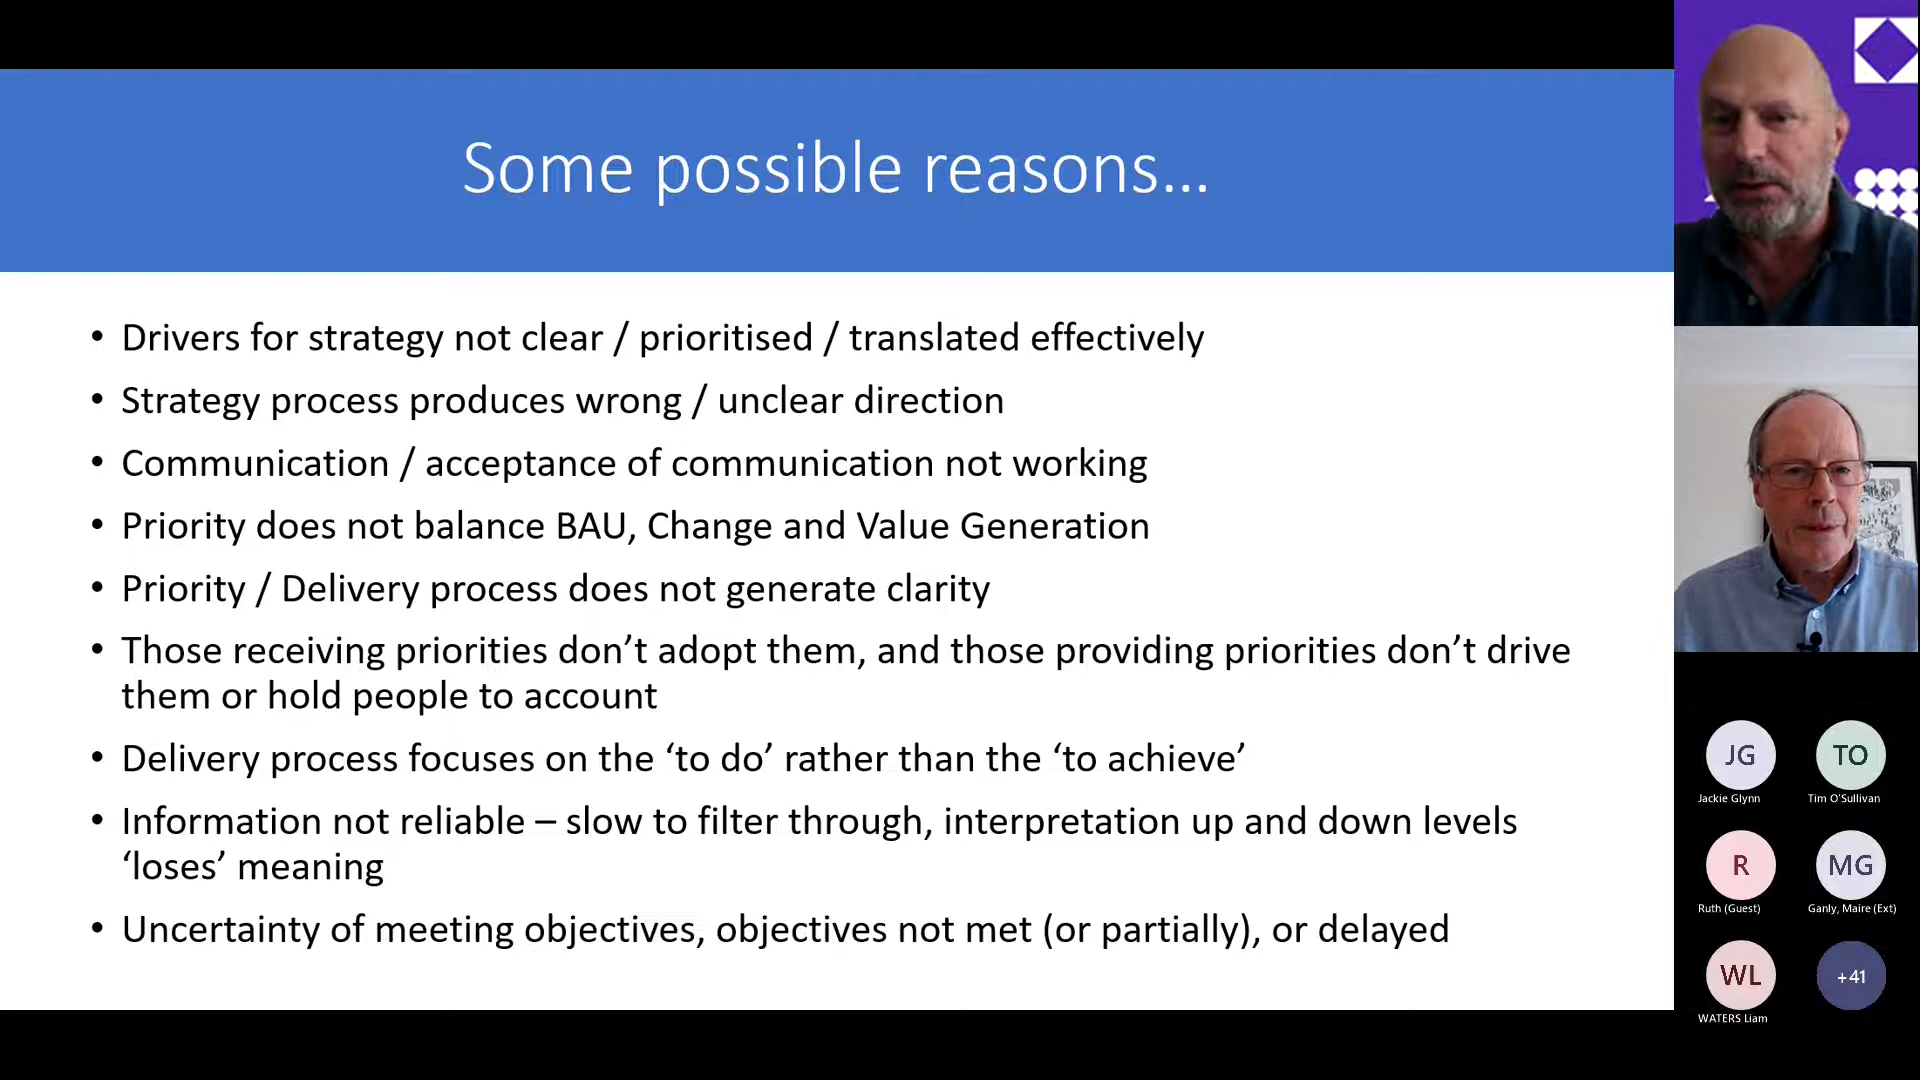 Some possible reasons...
• Drivers for strategy not clear / prioritised / translated effectively
• Strategy process produces wrong / unclear direction
• Communication / acceptance of communication not working
• Priority does not balance BAU, Change and Value Generation
• Priority / Delivery process does not generate clarity
• Those receiving priorities don’t adopt them, and those providing priorities don’t drive
them or hold people to account
• Delivery process focuses on the ‘to do’ rather than the ‘to achieve’
• Information not reliable – slow to filter through, interpretation up and down levels
‘loses’ meaning
• Uncertainty of meeting objectives, objectives not met (or partially), or delayed
JG
Jackie Glynn
TO
Tim O'Sullivan
R
Ruth (Guest)
MG
Ganly, Maire (Ext)
WL
WATERS Liam
+41